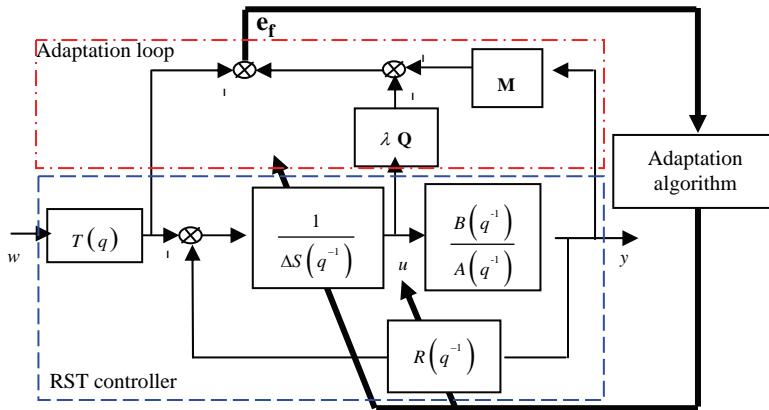 e_f
Adaptation loop
M
λ Q
Adaptation
algorithm
T(q)
1
ΔS(q⁻¹)
B(q⁻¹)
A(q⁻¹)
w
u
y
R(q⁻¹)
RST controller